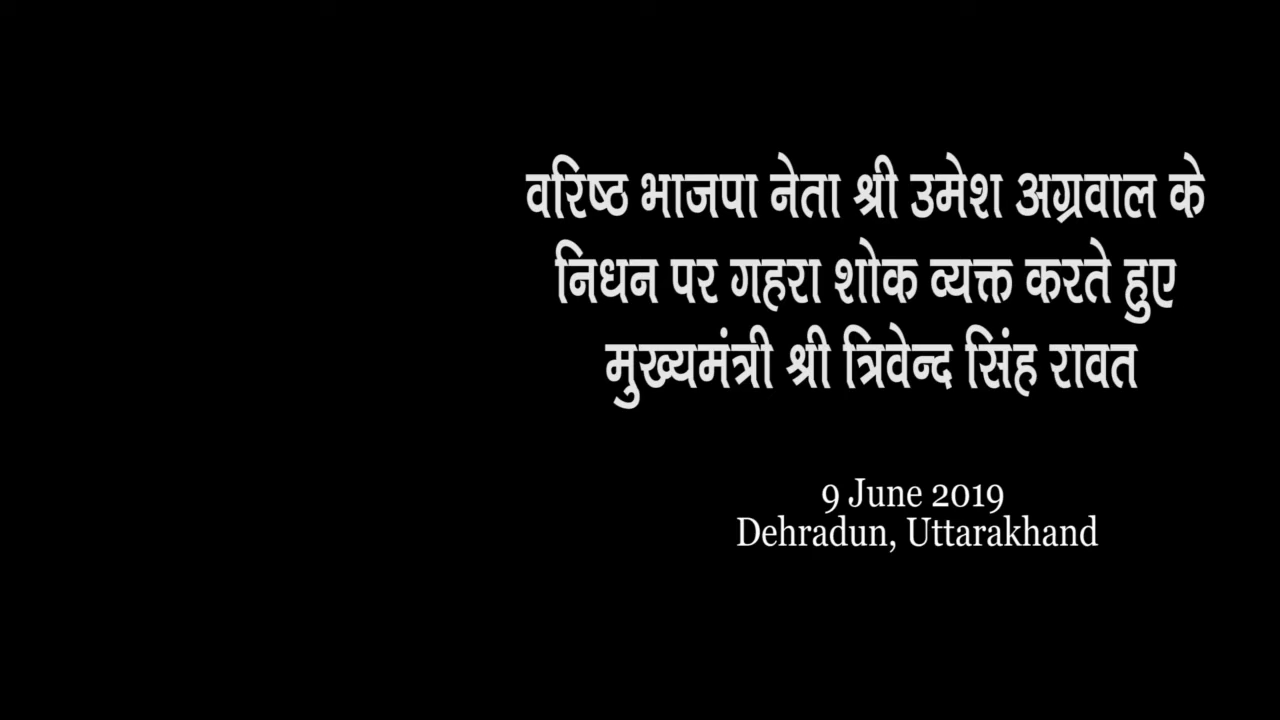 वरिष्ठ भाजपा नेता श्री उमेश अग्रवाल के
निधन पर गहरा शोक व्यक्त करते हुए
मुख्यमंत्री श्री त्रिवेन्द सिंह रावत
9 June 2019
Dehradun, Uttarakhand